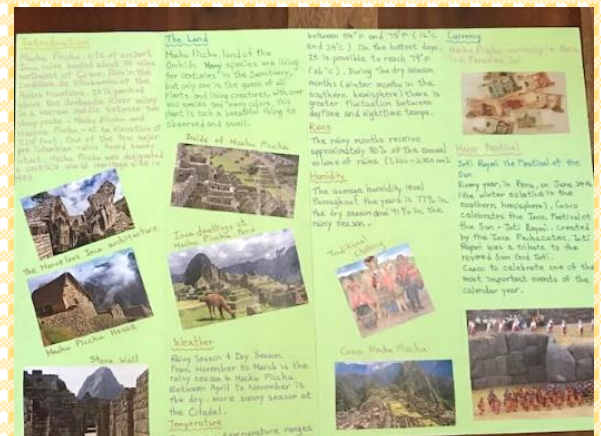 Introduction
Machu Picchu, site of ancient
Inca ruins located about 50 miles
northwest of Cuzco, Peru in the
Cordillera de Vilcabamba of the
Andes Mountains. It is perched
above the Urubamba River valley
in a narrow saddle between two
sharp peaks - Machu Picchu and
Huayna Picchu - at an elevation of
7,710 feet. One of the few major
pre Columbian ruins found nearly
intact, Machu Picchu was designated
a UNESCO World Heritage site in
1983.
The Marvelous Inca architecture
Machu Picchu House
Stone Wall
The Land
Machu Picchu, land of the
Orchids. Many species are living
for centuries in the Sanctuary,
but only one is the queen of all
plants and living creatures, with over
species and many colors, this
plant is such a beautiful thing to
observed and smell.
Inside of Machu Picchu
Inca dwellings at
Machu Picchu, Peru
Weather
Rainy Season & Dry Season
From November to March is the
rainy season in Machu Picchu
Between April to November is
the dry, more sunny season at
the Citadel.
Temperature
temperature ranges
between 54°F and 75°F (12°C
and 24°C). On the hottest days
It is possible to reach 79°F
(26°C). During the dry season
months (winter months in the
southern hemisphere) there is
greater fluctuation between
daytime and nighttime temps.
Rains
The rainy months receive
approximately 80% of the annual
volume of rains
Humidity
The average humidity level
throughout the years is 77% in
the dry season and 91% in the
rainy season.
Traditional Clothing
Cusco Machu Picchu
Currency
Machu Picchu currency is
Peruvian Sol
Major Festival
Inti Raymi The Festival of the
Sun
Every year in Peru, on June 24th
(the winter solstice in the
southern hemisphere), Cusco
celebrates the Inca Festival of
the Sun - Inti Raymi. Created
by the Inca Pachacutec, Inti
Raymi was a tribute to the
revered Sun God Inti.
Cusco to celebrate one of the
most important events of the
calendar year.